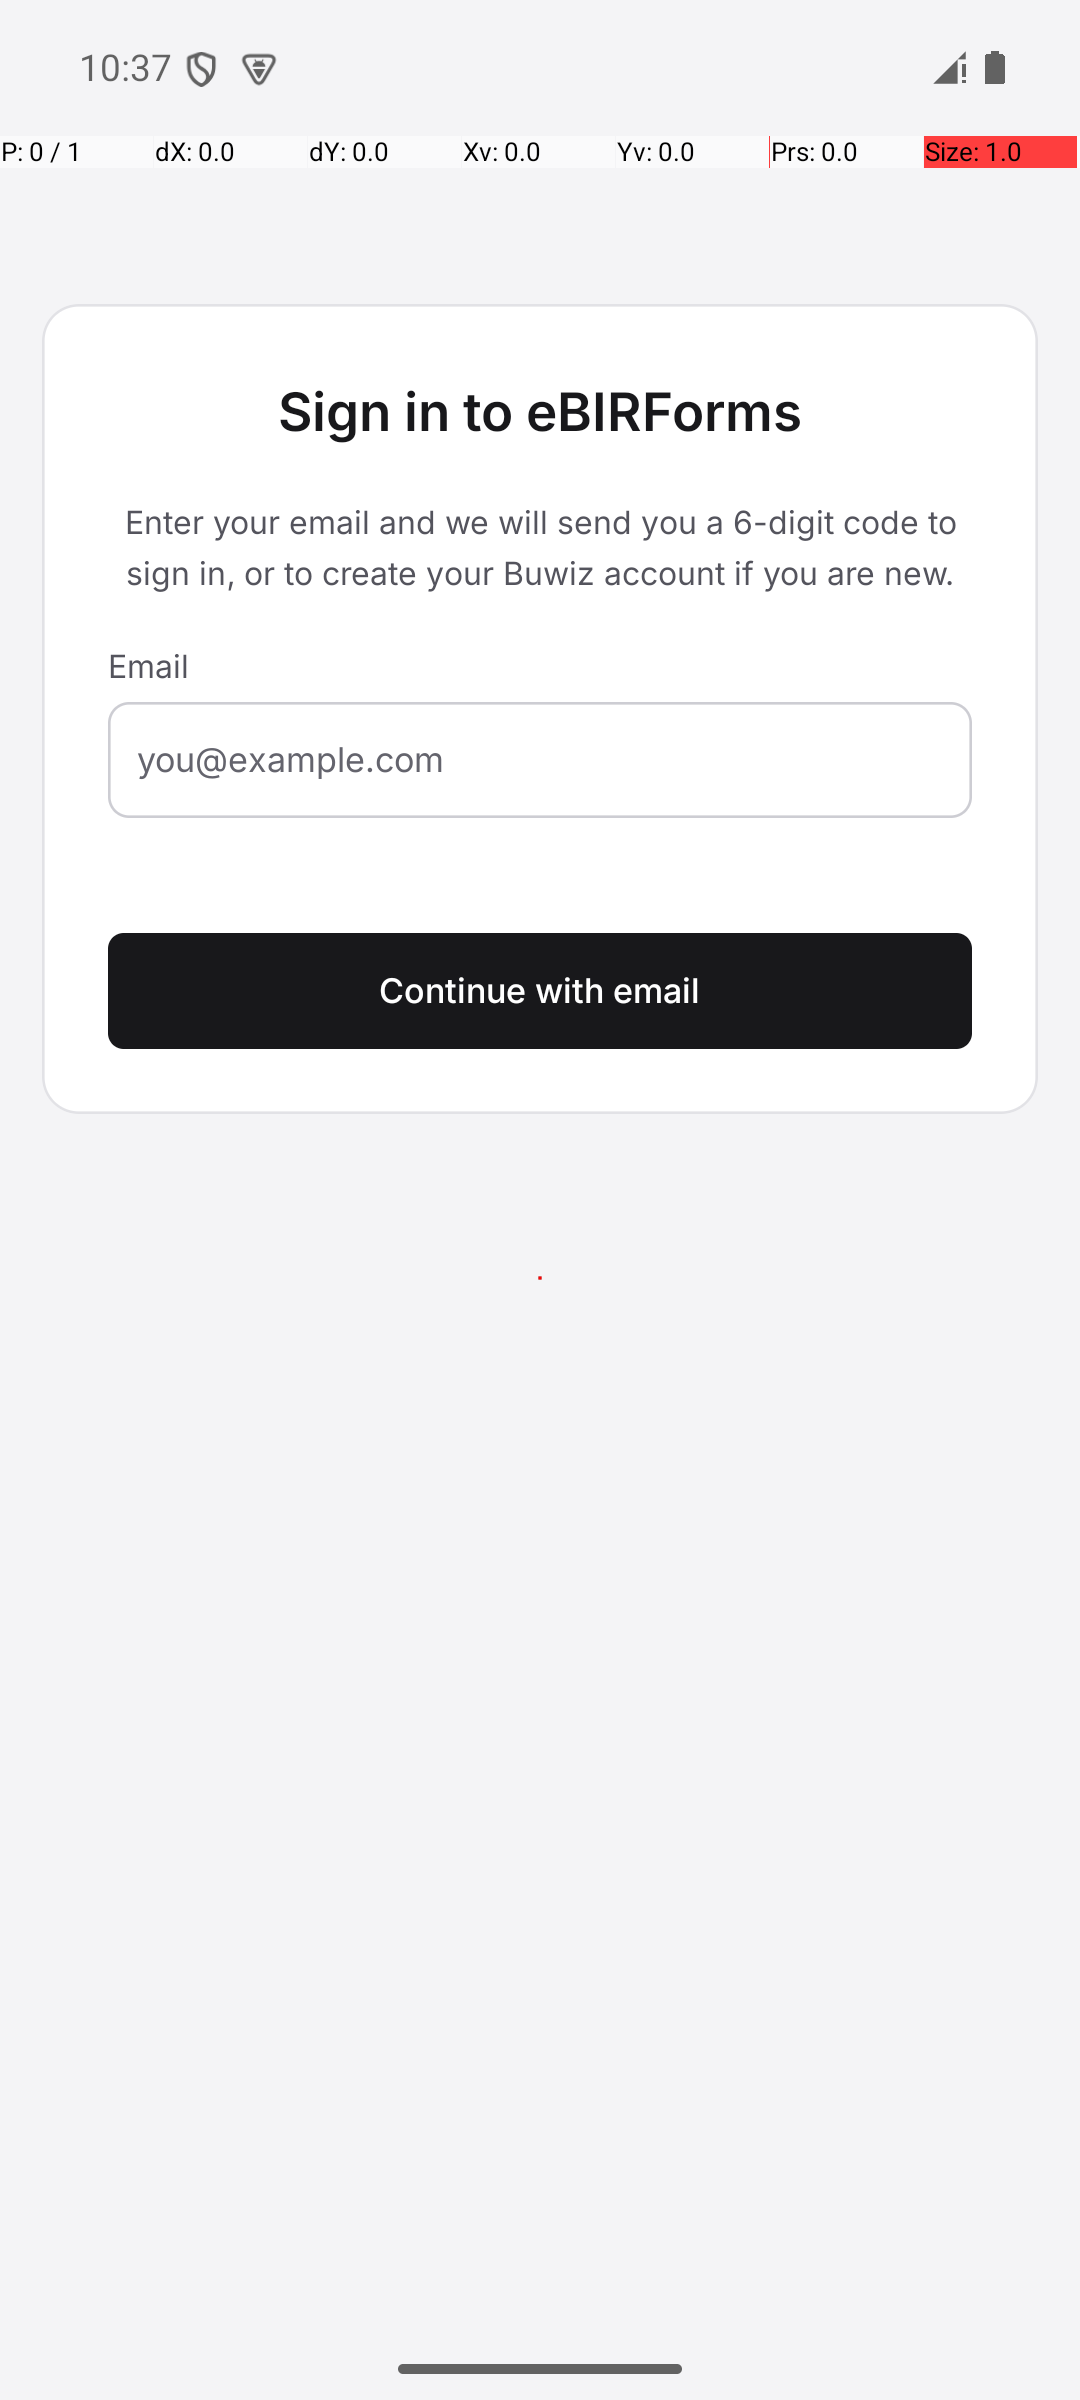 10:37
P: 0 / 1 dX: 0.0 dY: 0.0 Xv: 0.0 Yv: 0.0 Prs: 0.0 Size: 1.0
Sign in to eBIRForms
Enter your email and we will send you a 6-digit code to
sign in, or to create your Buwiz account if you are new.
Email
you@example.com
Continue with email